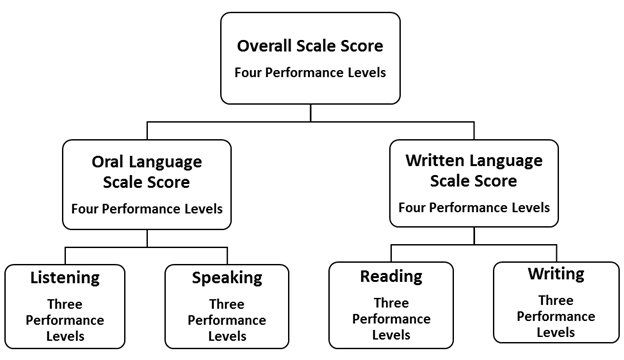 Overall Scale Score
Four Performance Levels
Oral Language
Scale Score
Four Performance Levels
Written Language
Scale Score
Four Performance Levels
Listening
Three
Performance
Levels
Speaking
Three
Performance
Levels
Reading
Three
Performance
Levels
Writing
Three
Performance
Levels